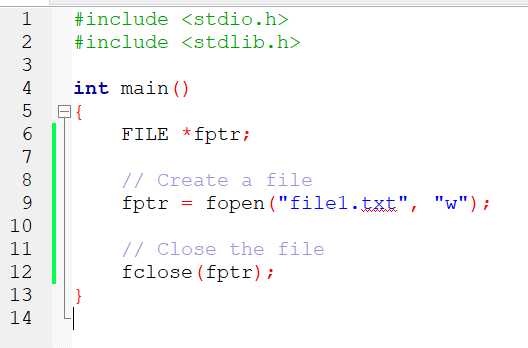 1 #include <stdio.h>
2 #include <stdlib.h>
3
4 int main()
5 {
6 FILE *fptr;
7
8 // Create a file
9 fptr = fopen("file1.txt", "w");
10
11 // Close the file
12 fclose(fptr);
13 }
14